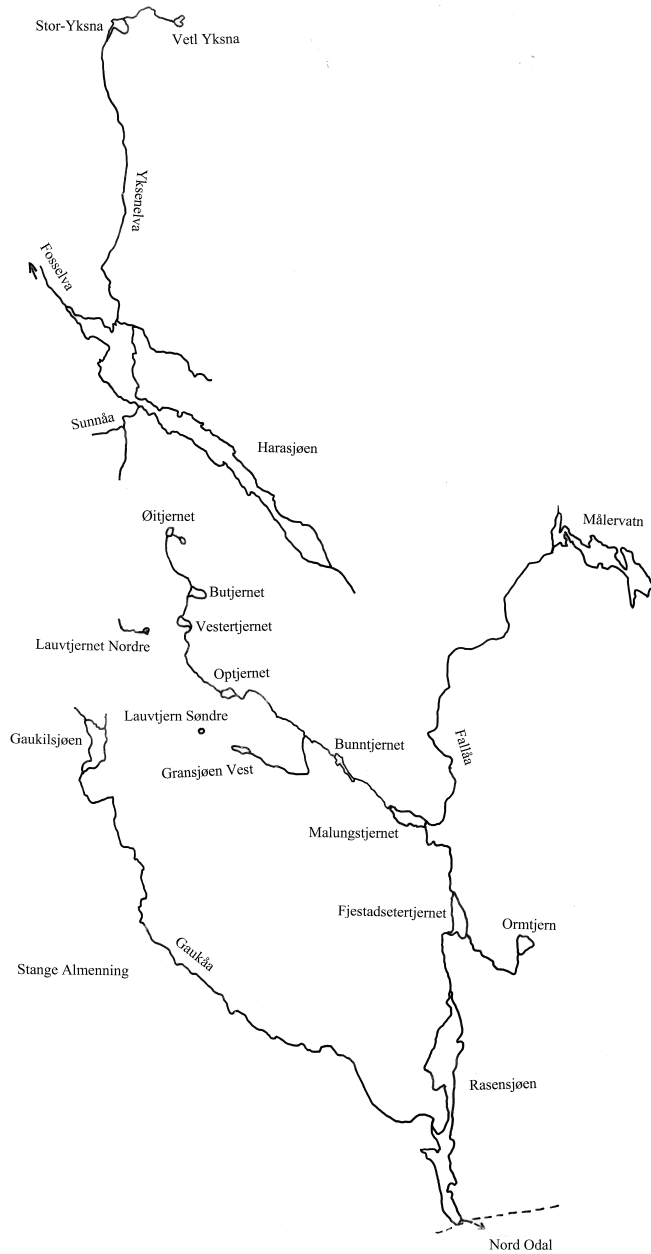 Stor-Yksna
Vetl Yksna
Yksenelva
Fosselva
Sunnåa
Harasjøen
Øitjernet
Målervatn
Butjernet
Vestertjernet
Lauvtjernet Nordre
Optjernet
Lauvtjern Søndre
Gaukilsjøen
Bunntjernet
Fallåa
Gransjøen Vest
Malungstjernet
Fjestadsetertjernet
Ormtjern
Gaukåa
Stange Almenning
Rasensjøen
Nord Odal